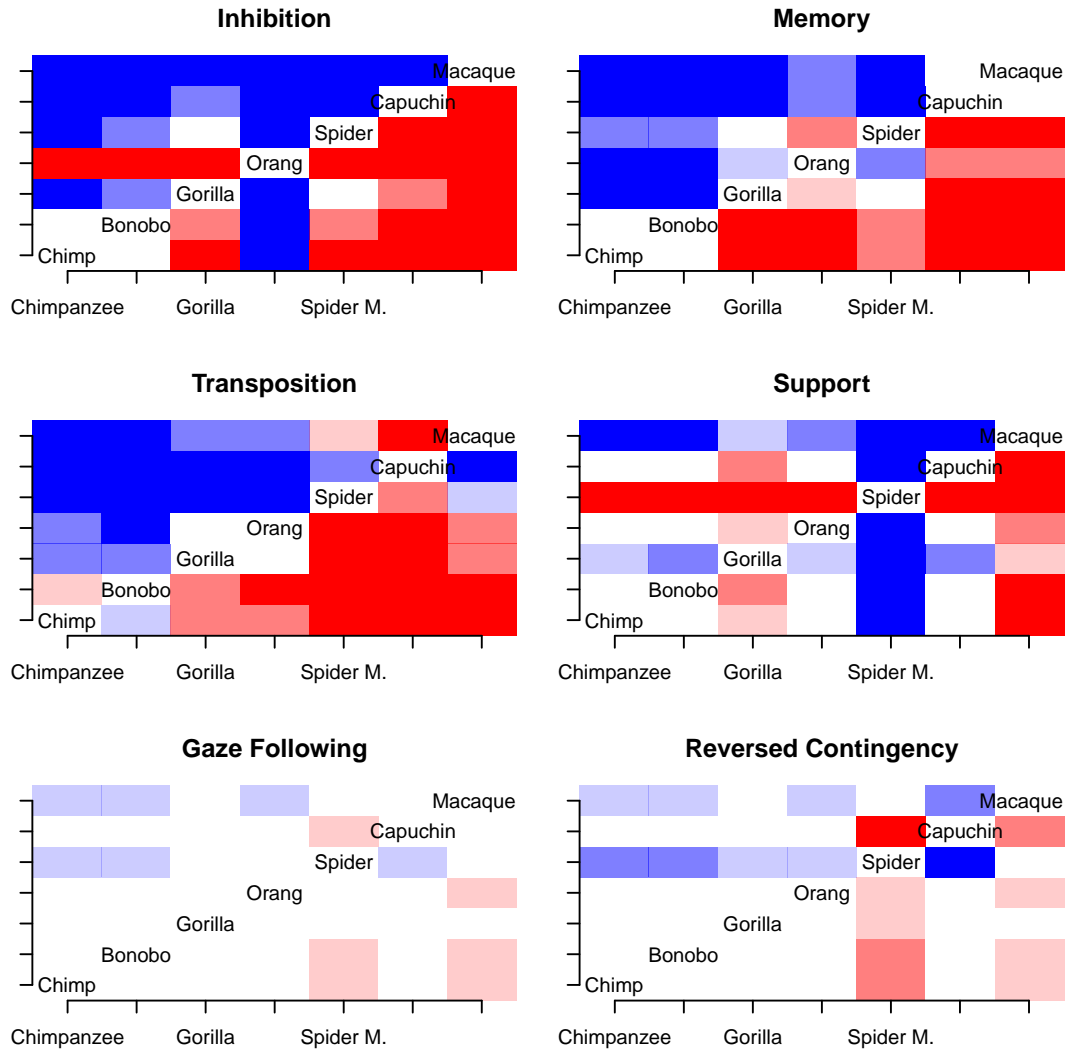 Inhibition
Macaque
Capuchin
Spider
Orang
Gorilla
Bonobo
Chimp
Chimpanzee Gorilla Spider M.
Memory
Macaque
Capuchin
Spider
Orang
Gorilla
Bonobo
Chimp
Chimpanzee Gorilla Spider M.
Transposition
Macaque
Capuchin
Spider
Orang
Gorilla
Bonobo
Chimp
Chimpanzee Gorilla Spider M.
Support
Macaque
Capuchin
Spider
Orang
Gorilla
Bonobo
Chimp
Chimpanzee Gorilla Spider M.
Gaze Following
Macaque
Capuchin
Spider
Orang
Gorilla
Bonobo
Chimp
Chimpanzee Gorilla Spider M.
Reversed Contingency
Macaque
Capuchin
Spider
Orang
Gorilla
Bonobo
Chimp
Chimpanzee Gorilla Spider M.